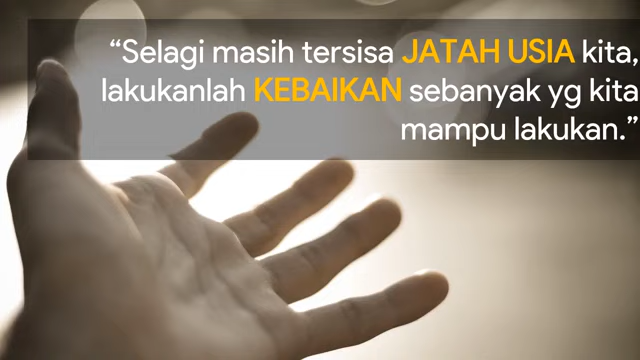 “Selagi masih tersisa JATAH USIA kita,
lakukanlah KEBAIKAN sebanyak yg kita
mampu lakukan.”